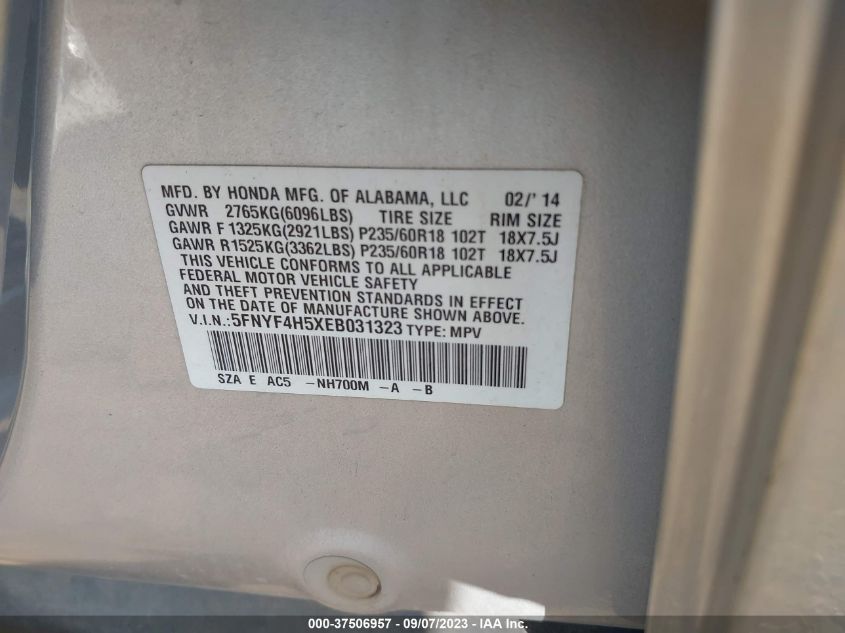 MFD. BY HONDA MFG. OF ALABAMA, LLC 02/' 14
GVWR 2765KG(6096LBS) TIRE SIZE RIM SIZE
GAWR F 1325KG(2921LBS) P235/60R18 102T 18X7.5J
GAWR R1525KG(3362LBS) P235/60R18 102T 18X7.5J
THIS VEHICLE CONFORMS TO ALL APPLICABLE
FEDERAL MOTOR VEHICLE SAFETY
AND THEFT PREVENTION STANDARDS IN EFFECT
ON THE DATE OF MANUFACTURE SHOWN ABOVE.
V.I.N.:5FNYF4H5XEB031323 TYPE: MPV
SZA E AC5 -NH700M -A -B
000-37506957 - 09/07/2023 - IAA Inc.